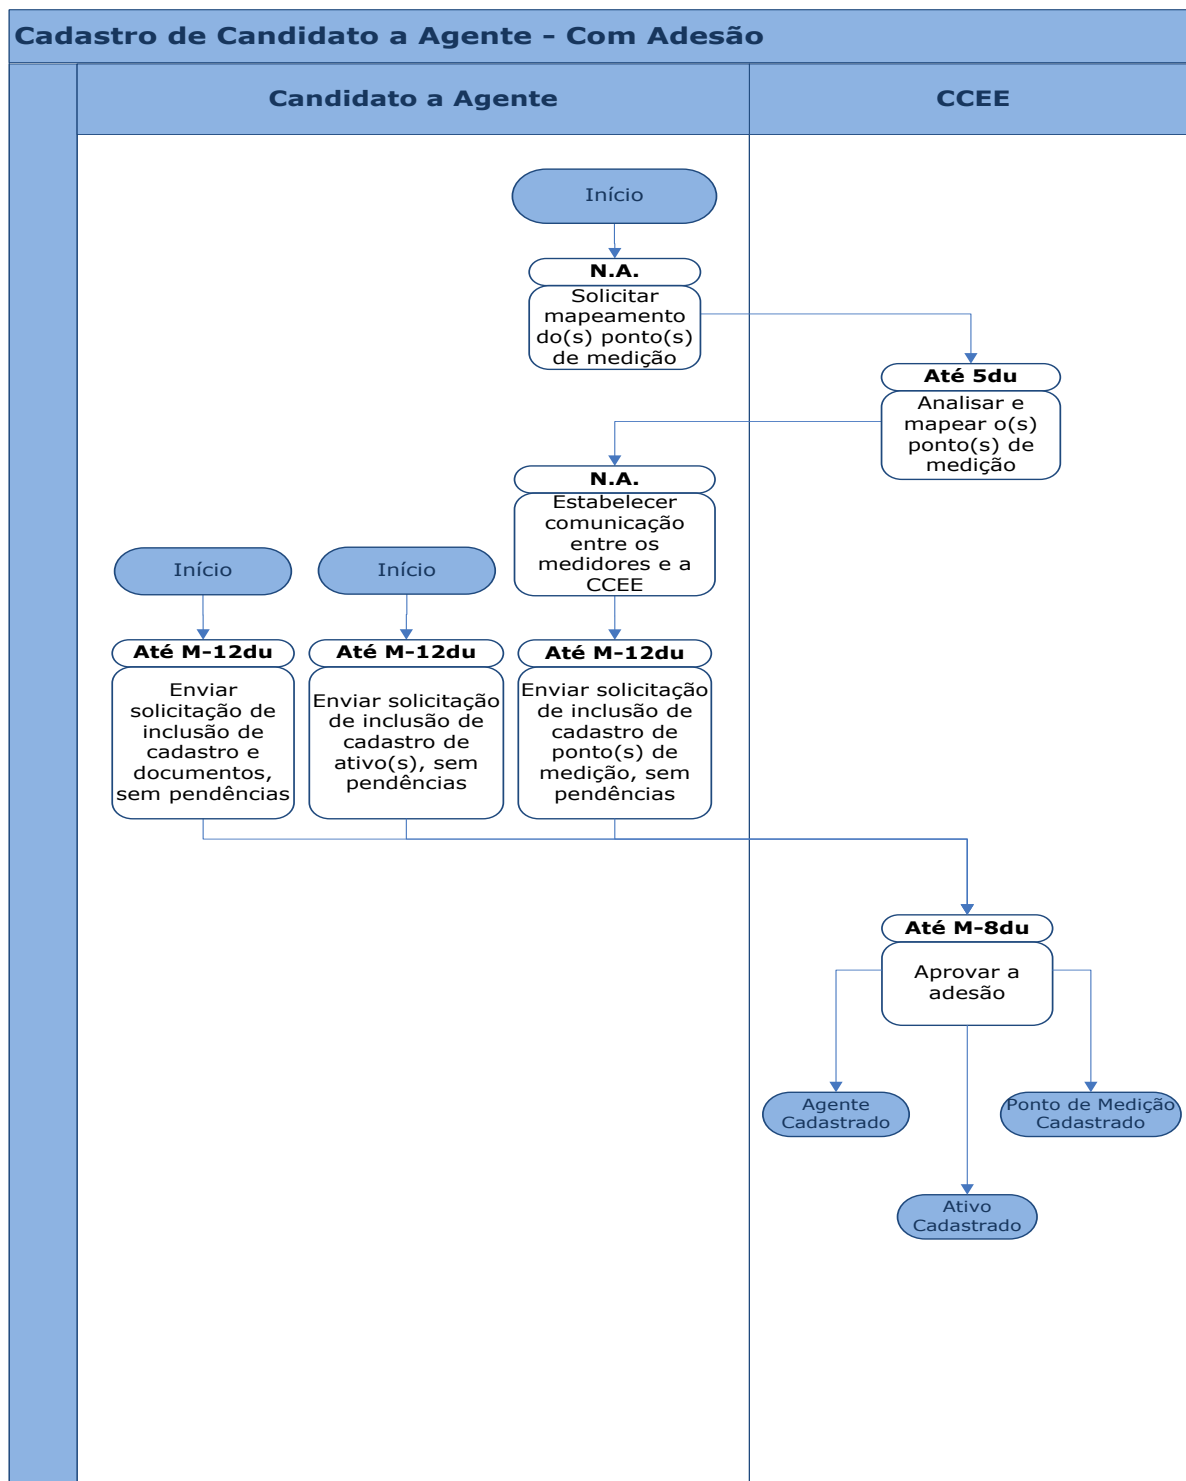 Cadastro de Candidato a Agente - Com Adesão
Candidato a Agente
CCEE
Início
N.A.
Solicitar
mapeamento
do(s) ponto(s)
de medição
Até 5du
Analisar e
mapear o(s)
ponto(s) de
medição
N.A.
Estabelecer
comunicação
entre os
medidores e a
CCEE
Início
Início
Até M-12du
Enviar
solicitação de
inclusão de
cadastro e
documentos,
sem pendências
Até M-12du
Enviar solicitação
de inclusão de
cadastro de
ativo(s), sem
pendências
Até M-12du
Enviar solicitação
de inclusão de
cadastro de
ponto(s) de
medição, sem
pendências
Até M-8du
Aprovar a
adesão
Agente
Cadastrado
Ponto de Medição
Cadastrado
Ativo
Cadastrado